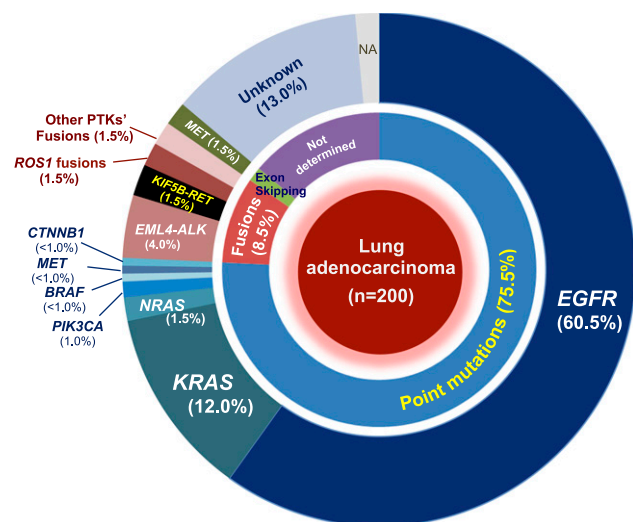 NA
Unknown
(13.0%)
Other PTKs'
Fusions (1.5%)
MET (1.5%)
ROS1 fusions
(1.5%)
KIF5B-RET
(1.5%)
EML4-ALK
(4.0%)
CTNNB1
(<1.0%)
MET
(<1.0%)
BRAF
(<1.0%)
PIK3CA
(1.0%)
NRAS
(1.5%)
KRAS
(12.0%)
EGFR
(60.5%)
Not
determined
Exon
Skipping
Fusions
(8.5%)
Point mutations (75.5%)
Lung
adenocarcinoma
(n=200)